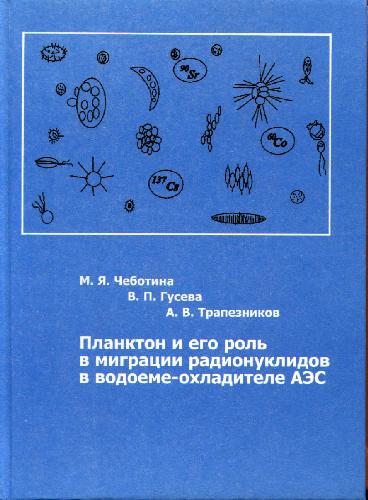 90Sr
60Co
137Cs
М. Я. Чеботина
В. П. Гусева
А. В. Трапезников
Планктон и его роль
в миграции радионуклидов
в водоеме-охладителе АЭС